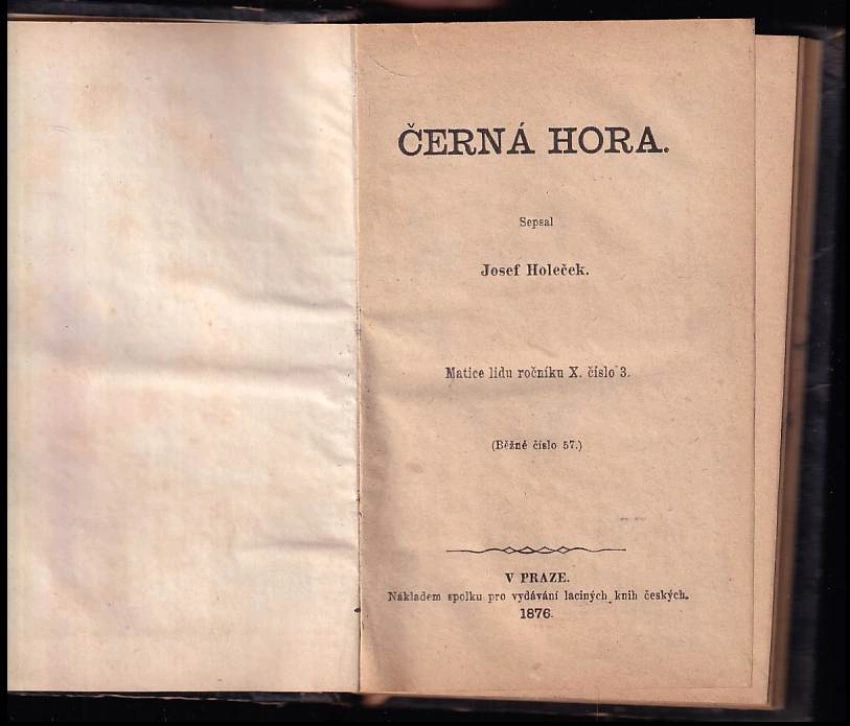 ČERNÁ HORA.
Sepsal
Josef Holeček.
Matice lidu ročníku X. číslo 3.
(Běžné číslo 57.)
V PRAZE.
Nákladem spolku pro vydávání laciných knih českých.
1876.